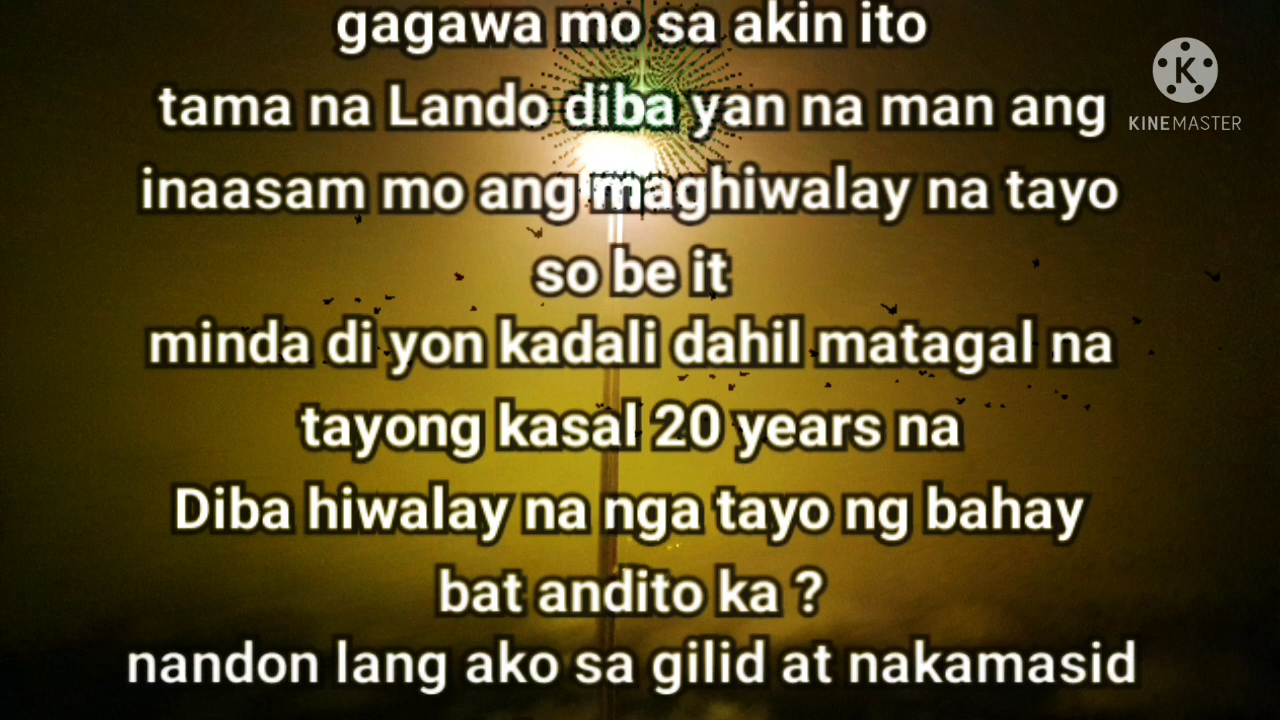 gagawa mo sa akin ito
tama na Lando diba yan na man ang
inaasam mo ang maghiwalay na tayo
so be it
minda di yon kadali dahil matagal na
tayong kasal 20 years na
Diba hiwalay na nga tayo ng bahay
bat andito ka ?
nandon lang ako sa gilid at nakamasid
K
KINEMASTER